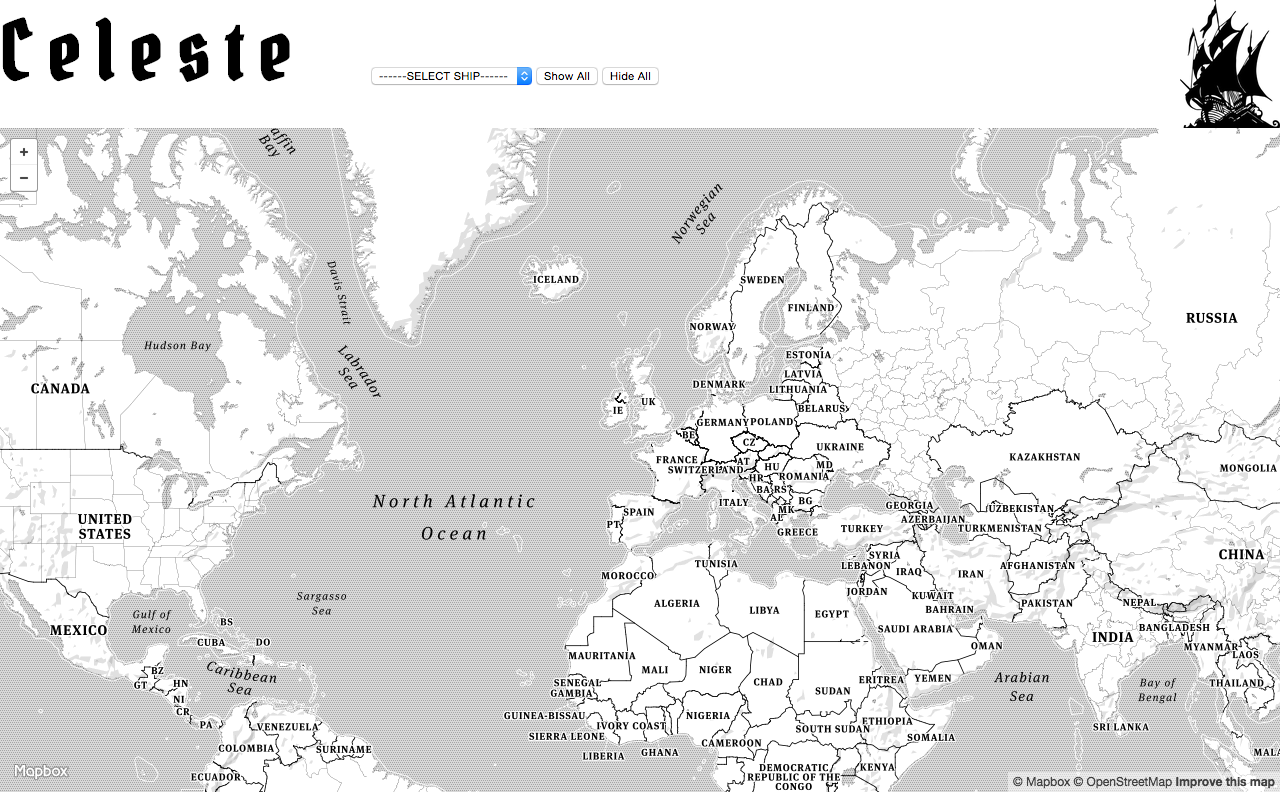 Celeste
------SELECT SHIP------
Show All
Hide All
+
−
affin
Bay
Norwegian
Sea
Davis Strait
ICELAND
SWEDEN
FINLAND
NORWAY
RUSSIA
Hudson Bay
Labrador
Sea
CANADA
ESTONIA
LATVIA
LITHUANIA
DENMARK
UK
IE
BELARUS
GERMANY
POLAND
BE
CZ
UKRAINE
FRANCE
SWITZERLAND
AT
HU
MD
ROMANIA
HR
BA
RS
KAZAKHSTAN
MONGOLIA
North Atlantic
Ocean
ITALY
BG
MK
AL
SPAIN
PT
GREECE
GEORGIA
AZERBAIJAN
UZBEKISTAN
TURKMENISTAN
TURKEY
UNITED
STATES
CHINA
SYRIA
LEBANON
IRAQ
IRAN
AFGHANISTAN
TUNISIA
MOROCCO
JORDAN
KUWAIT
BAHRAIN
PAKISTAN
NEPAL
ALGERIA
LIBYA
EGYPT
Sargasso
Sea
Gulf of
Mexico
BS
MEXICO
CUBA
DO
SAUDI ARABIA
OMAN
INDIA
BANGLADESH
MYANMAR
LAOS
MAURITANIA
MALI
NIGER
CHAD
SUDAN
ERITREA
YEMEN
Arabian
Sea
Bay of
Bengal
THAILAND
BZ
GT
HN
NI
CR
PA
Caribbean
Sea
SENEGAL
GAMBIA
GUINEA-BISSAU
SIERRA LEONE
IVORY COAST
LIBERIA
GHANA
NIGERIA
CAMEROON
SOUTH SUDAN
ETHIOPIA
SOMALIA
SRI LANKA
VENEZUELA
COLOMBIA
SURINAME
ECUADOR
DEMOCRATIC
REPUBLIC OF THE
CONGO
KENYA
MALA
Mapbox
© Mapbox © OpenStreetMap Improve this map